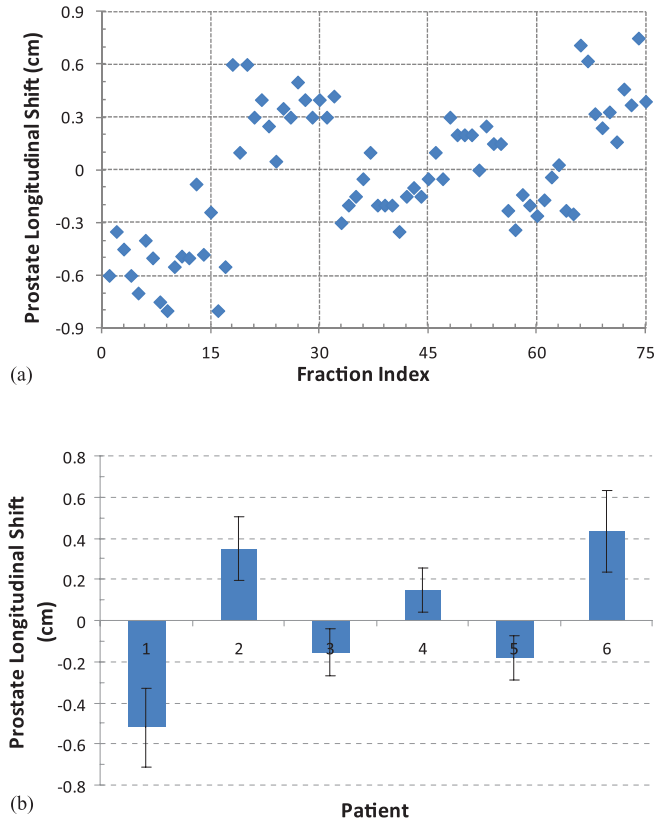 0.9
0.6
0.3
0
-0.3
-0.6
-0.9
Prostate Longitudinal Shift (cm)
0 15 30 45 60 75
Fraction Index
(a)
0.8
0.6
0.4
0.2
0
-0.2
-0.4
-0.6
-0.8
Prostate Longitudinal Shift
(cm)
1 2 3 4 5 6
Patient
(b)